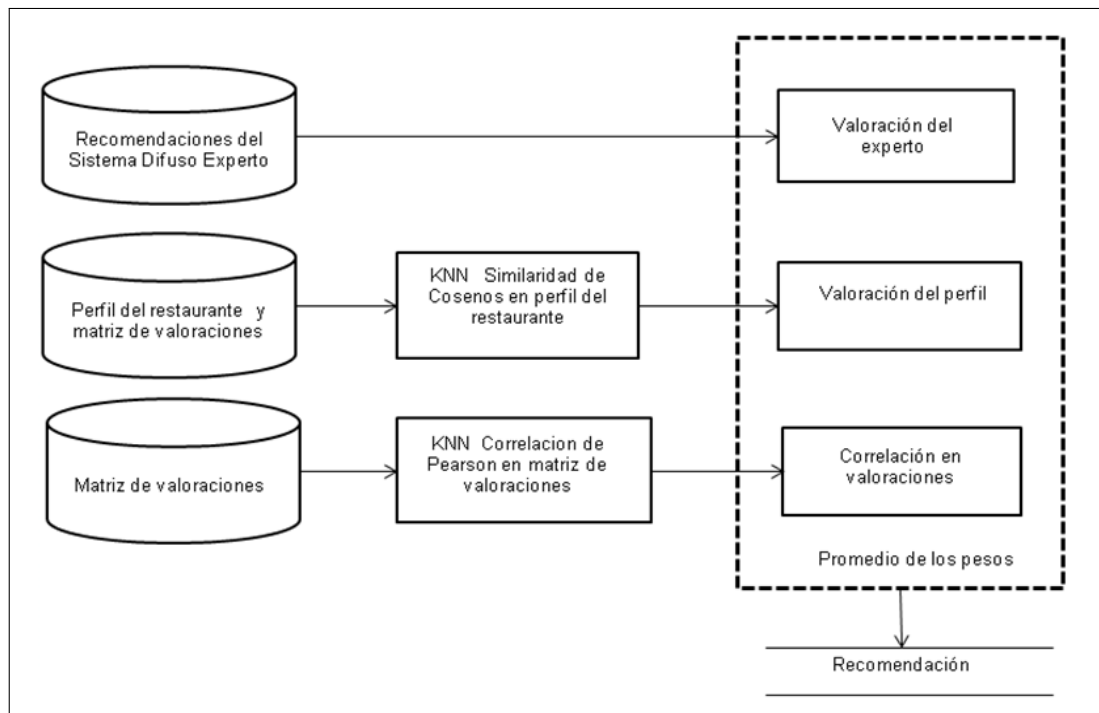 Recomendaciones del
Sistema Difuso Experto
Valoración del
experto
Perfil del restaurante y
matriz de valoraciones
KNN Similaridad de
Cosenos en perfil del
restaurante
Valoración del perfil
Matriz de valoraciones
KNN Correlacion de
Pearson en matriz de
valoraciones
Correlación en
valoraciones
Promedio de los pesos
Recomendación